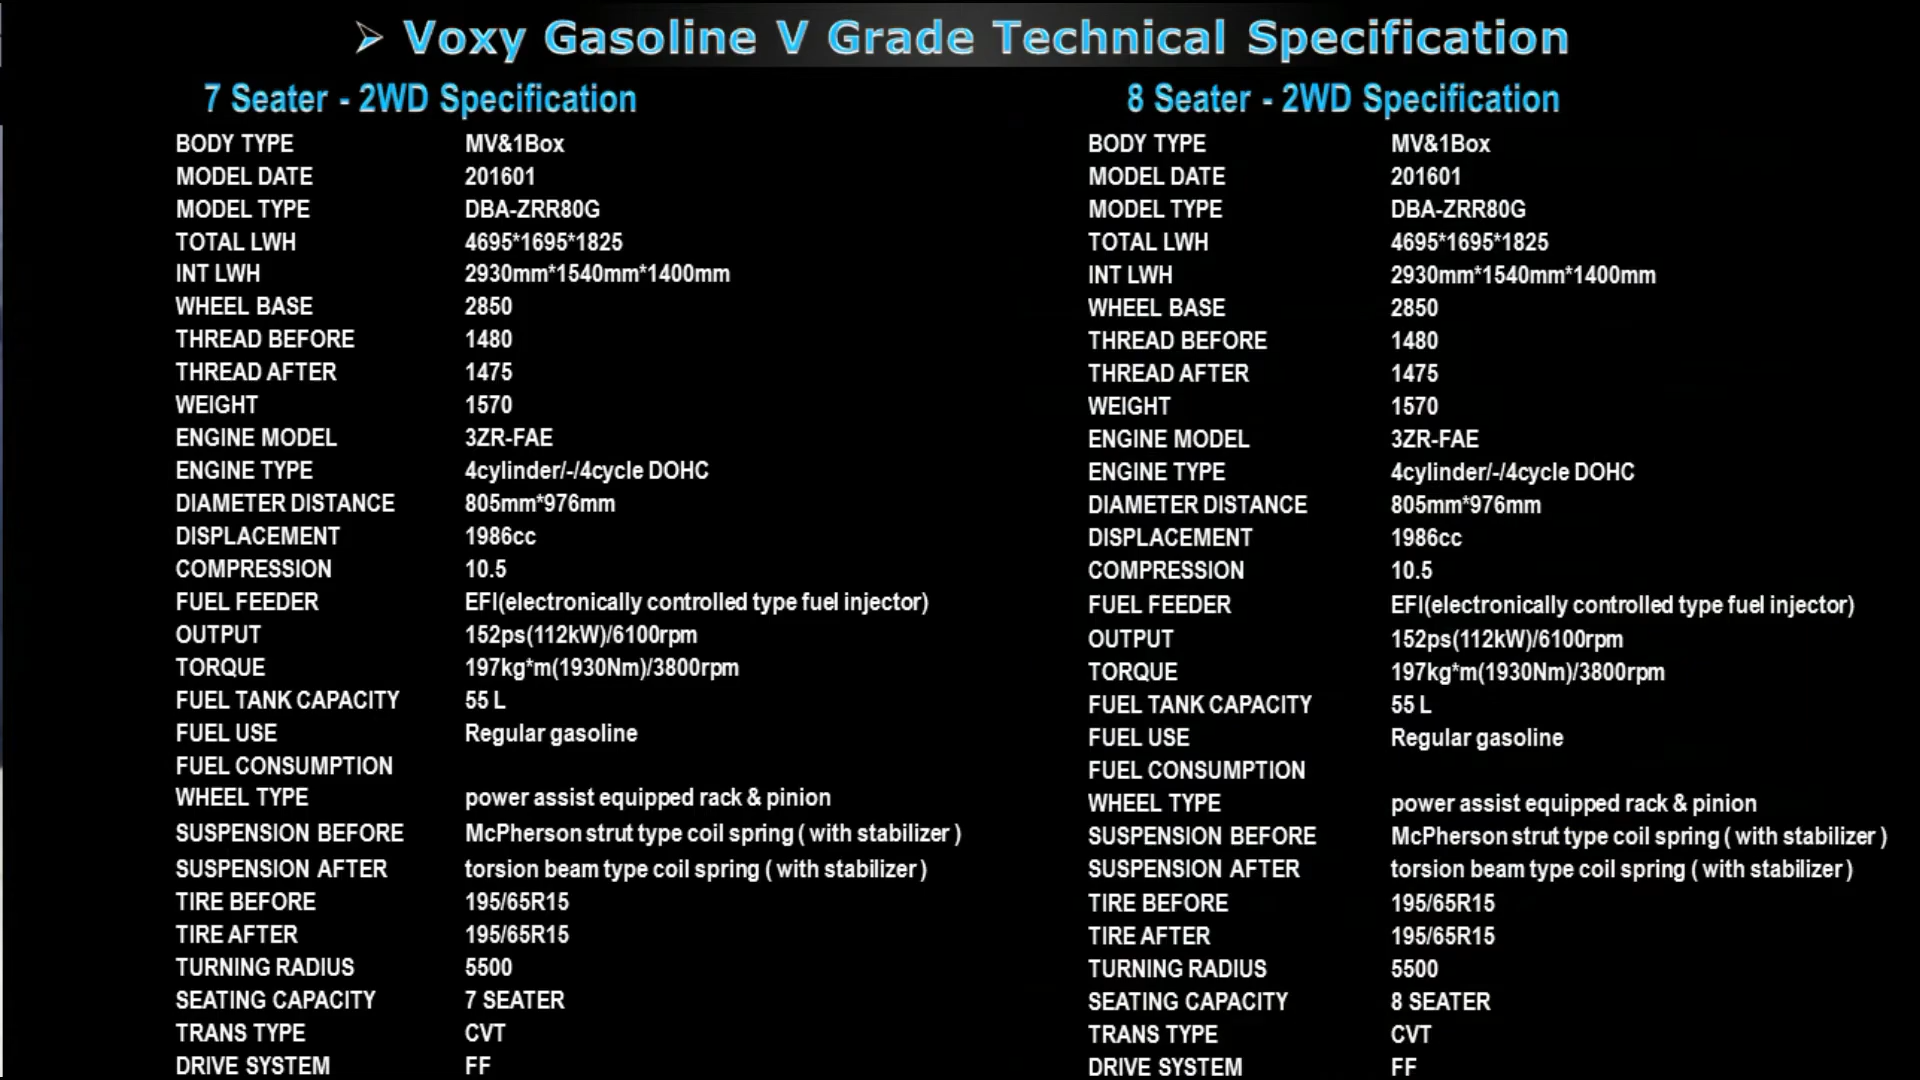 ➢ Voxy Gasoline V Grade Technical Specification
7 Seater - 2WD Specification
BODY TYPE MV&1Box
MODEL DATE 201601
MODEL TYPE DBA-ZRR80G
TOTAL LWH 4695*1695*1825
INT LWH 2930mm*1540mm*1400mm
WHEEL BASE 2850
THREAD BEFORE 1480
THREAD AFTER 1475
WEIGHT 1570
ENGINE MODEL 3ZR-FAE
ENGINE TYPE 4cylinder/-/4cycle DOHC
DIAMETER DISTANCE 805mm*976mm
DISPLACEMENT 1986cc
COMPRESSION 10.5
FUEL FEEDER EFI(electronically controlled type fuel injector)
OUTPUT 152ps(112kW)/6100rpm
TORQUE 197kg*m(1930Nm)/3800rpm
FUEL TANK CAPACITY 55 L
FUEL USE Regular gasoline
FUEL CONSUMPTION
WHEEL TYPE power assist equipped rack & pinion
SUSPENSION BEFORE McPherson strut type coil spring ( with stabilizer )
SUSPENSION AFTER torsion beam type coil spring ( with stabilizer )
TIRE BEFORE 195/65R15
TIRE AFTER 195/65R15
TURNING RADIUS 5500
SEATING CAPACITY 7 SEATER
TRANS TYPE CVT
DRIVE SYSTEM FF
8 Seater - 2WD Specification
BODY TYPE MV&1Box
MODEL DATE 201601
MODEL TYPE DBA-ZRR80G
TOTAL LWH 4695*1695*1825
INT LWH 2930mm*1540mm*1400mm
WHEEL BASE 2850
THREAD BEFORE 1480
THREAD AFTER 1475
WEIGHT 1570
ENGINE MODEL 3ZR-FAE
ENGINE TYPE 4cylinder/-/4cycle DOHC
DIAMETER DISTANCE 805mm*976mm
DISPLACEMENT 1986cc
COMPRESSION 10.5
FUEL FEEDER EFI(electronically controlled type fuel injector)
OUTPUT 152ps(112kW)/6100rpm
TORQUE 197kg*m(1930Nm)/3800rpm
FUEL TANK CAPACITY 55 L
FUEL USE Regular gasoline
FUEL CONSUMPTION
WHEEL TYPE power assist equipped rack & pinion
SUSPENSION BEFORE McPherson strut type coil spring ( with stabilizer )
SUSPENSION AFTER torsion beam type coil spring ( with stabilizer )
TIRE BEFORE 195/65R15
TIRE AFTER 195/65R15
TURNING RADIUS 5500
SEATING CAPACITY 8 SEATER
TRANS TYPE CVT
DRIVE SYSTEM FF